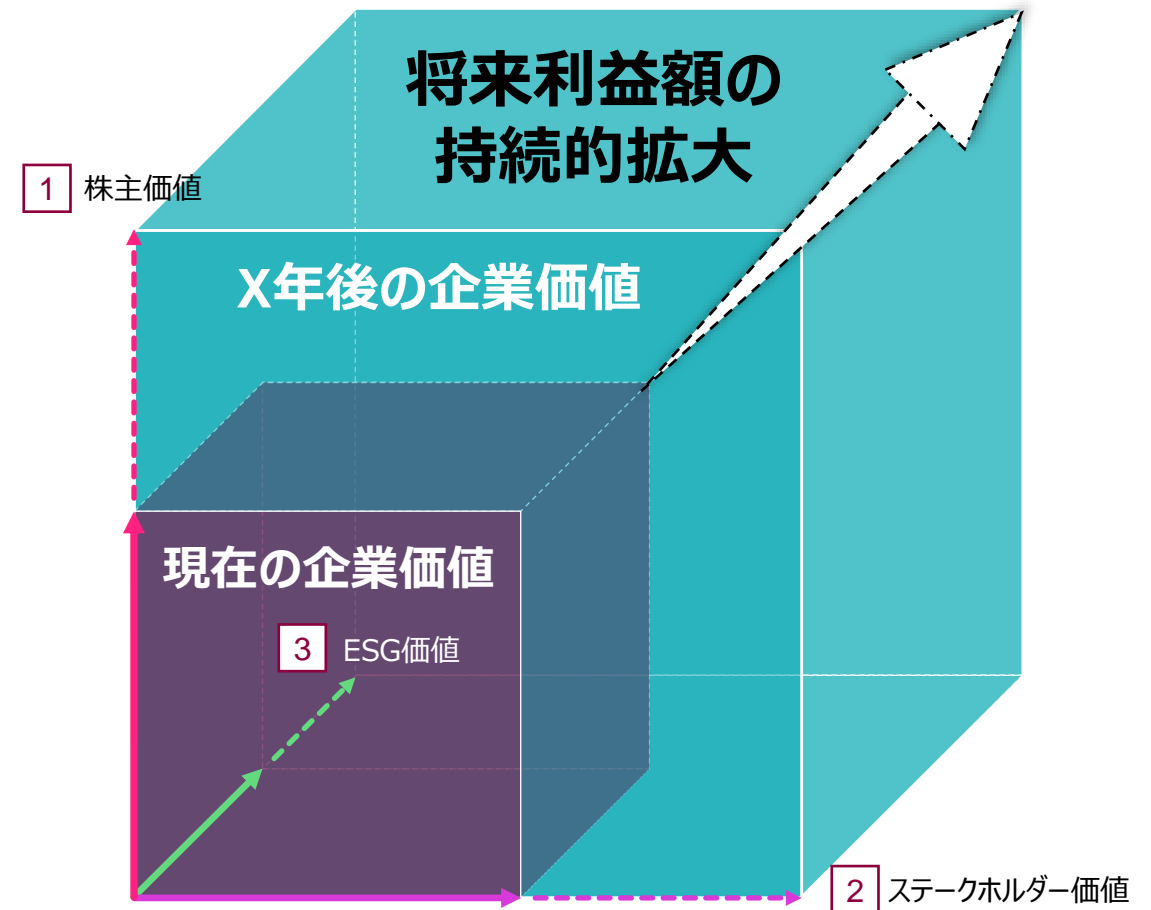 将来利益額の
持続的拡大
1 株主価値
X年後の企業価値
現在の企業価値
3 ESG価値
2 ステークホルダー価値